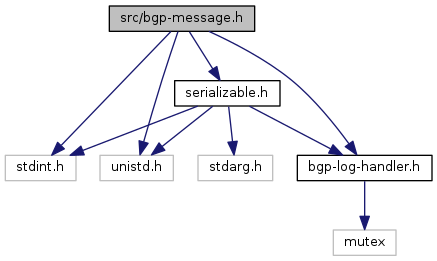 src/bgp-message.h
serializable.h
stdint.h
unistd.h
stdarg.h
bgp-log-handler.h
mutex